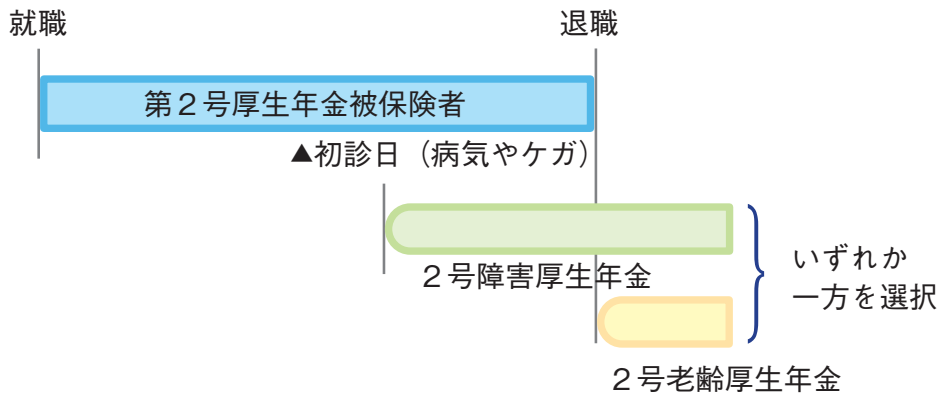 就職
退職
第２号厚生年金被保険者
▲初診日（病気やケガ）
２号障害厚生年金
いずれか
一方を選択
２号老齢厚生年金